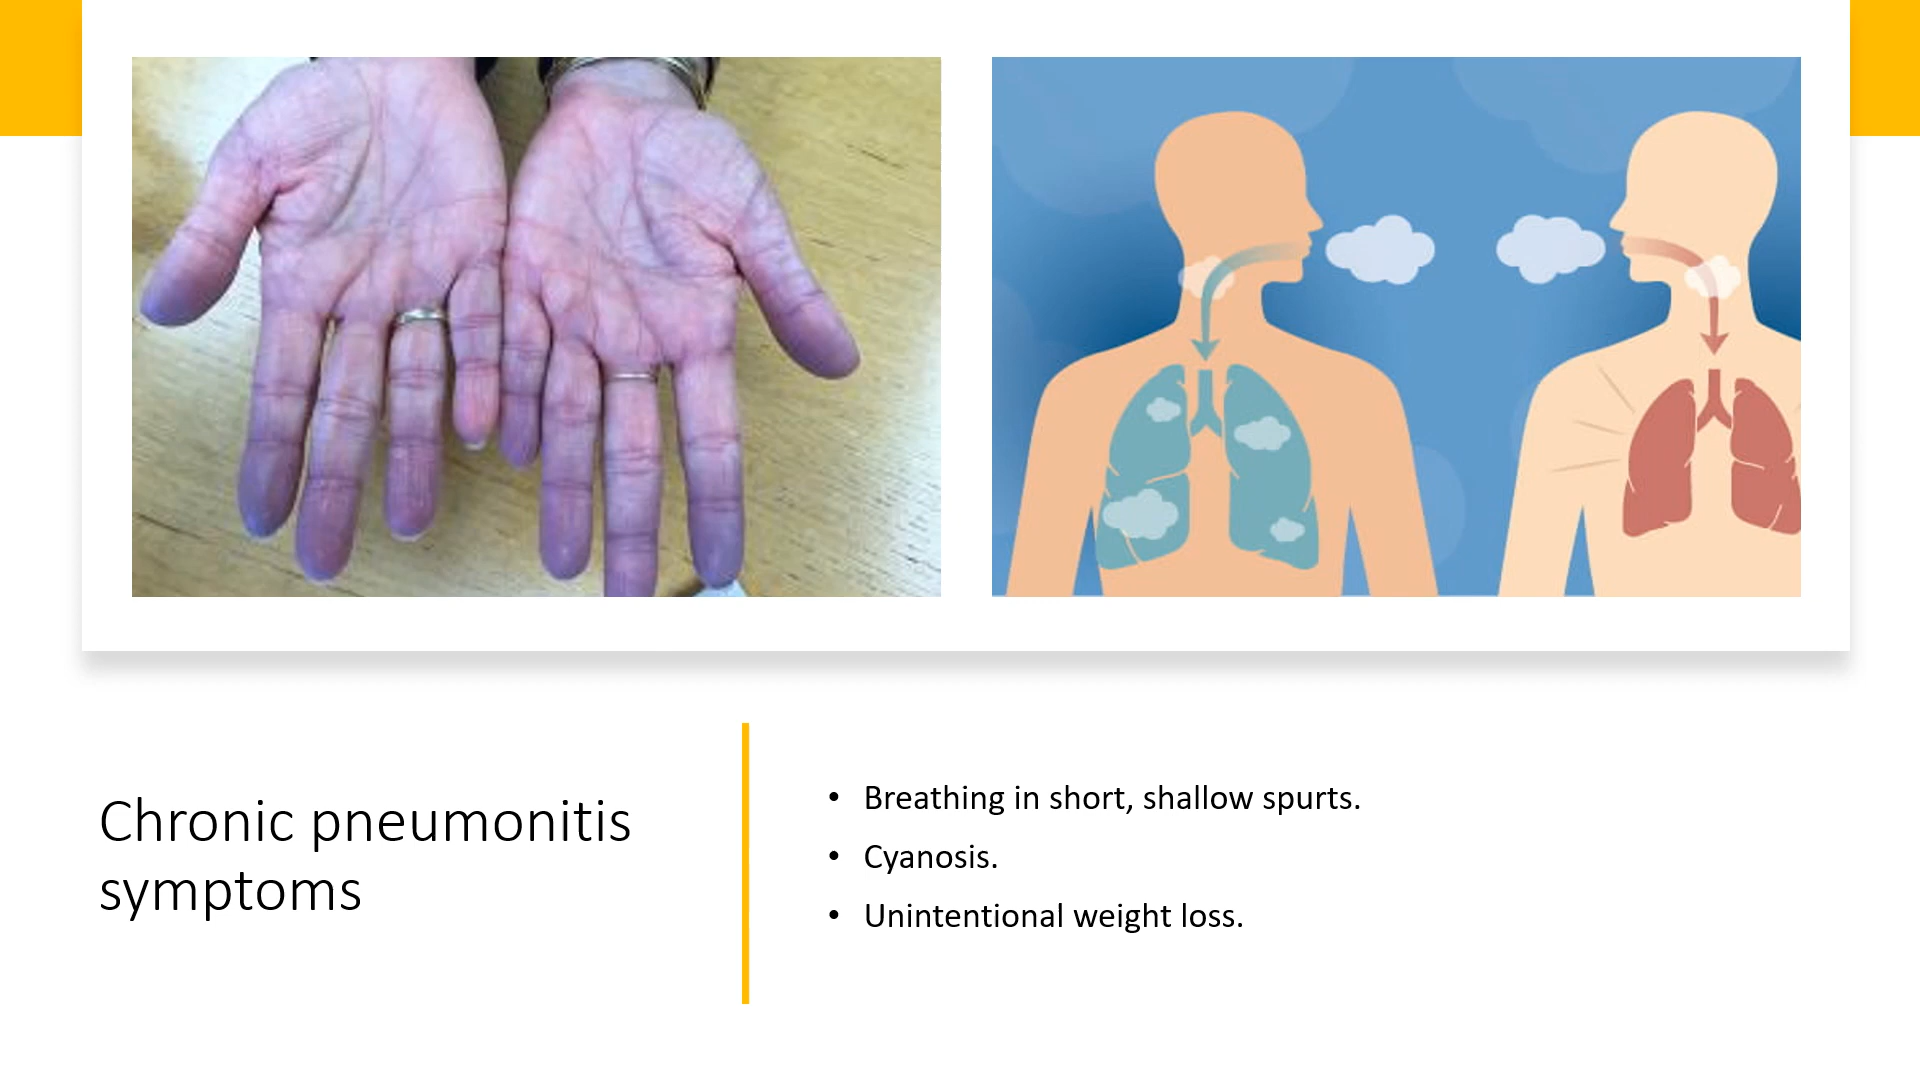 Chronic pneumonitis
symptoms
• Breathing in short, shallow spurts.
• Cyanosis.
• Unintentional weight loss.